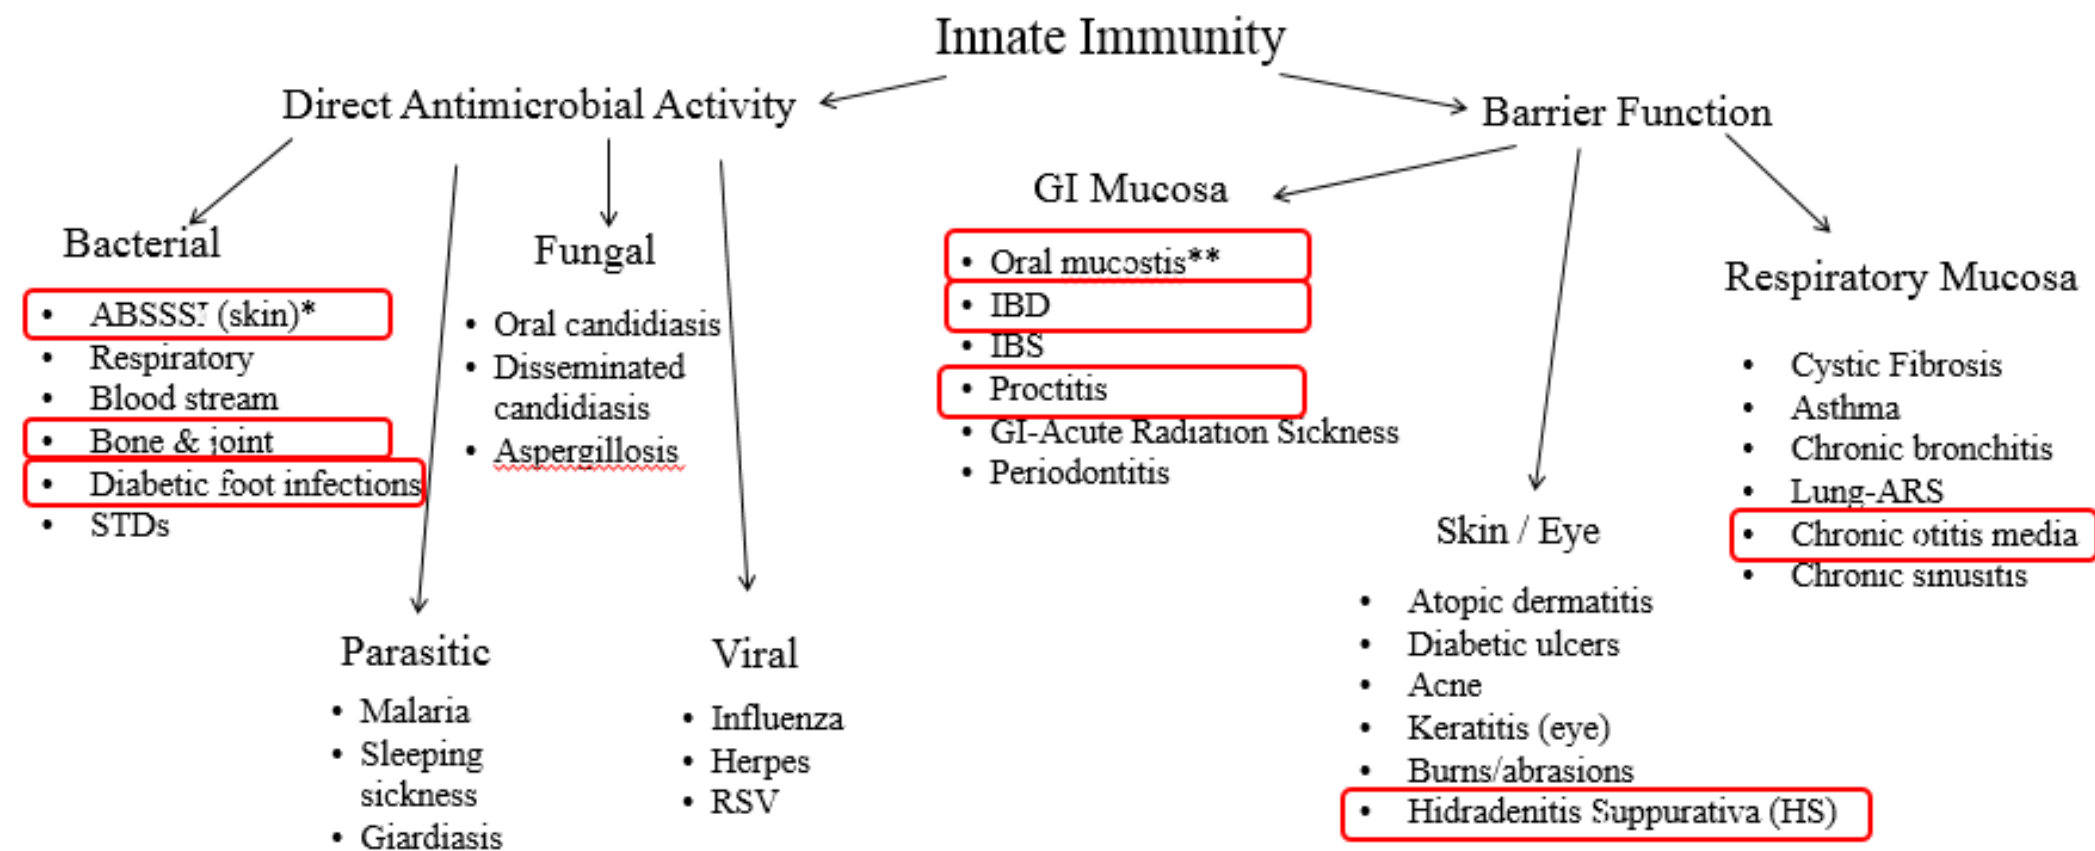 Innate Immunity
Direct Antimicrobial Activity
Barrier Function
Bacterial
• ABSSSI (skin)*
• Respiratory
• Blood stream
• Bone & joint
• Diabetic foot infections
• STDs
Fungal
• Oral candidiasis
• Disseminated
candidiasis
• Aspergillosis
Parasitic
• Malaria
• Sleeping
sickness
• Giardiasis
Viral
• Influenza
• Herpes
• RSV
GI Mucosa
• Oral mucostis**
• IBD
• IBS
• Proctitis
• GI-Acute Radiation Sickness
• Periodontitis
Skin / Eye
• Atopic dermatitis
• Diabetic ulcers
• Acne
• Keratitis (eye)
• Burns/abrasions
• Hidradenitis Suppurativa (HS)
Respiratory Mucosa
• Cystic Fibrosis
• Asthma
• Chronic bronchitis
• Lung-ARS
• Chronic otitis media
• Chronic sinusitis